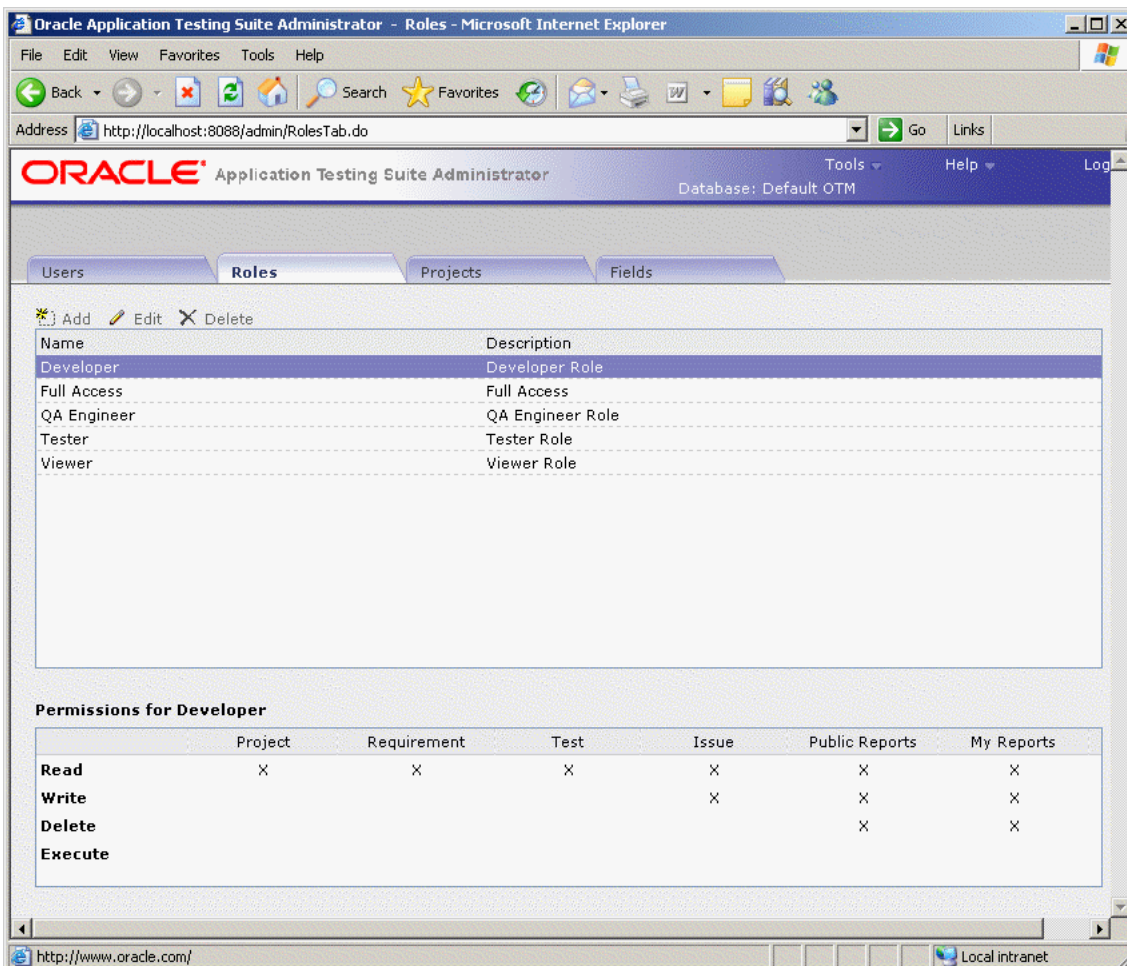 Oracle Application Testing Suite Administrator - Roles - Microsoft Internet Explorer
File Edit View Favorites Tools Help
Back Search Favorites
Address http://localhost:8088/admin/RolesTab.do Go Links
ORACLE Application Testing Suite Administrator Tools Help Log
Database: Default OTM
Users Roles Projects Fields
Add Edit Delete
Name Description
Developer Developer Role
Full Access Full Access
QA Engineer QA Engineer Role
Tester Tester Role
Viewer Viewer Role
Permissions for Developer
Project Requirement Test Issue Public Reports My Reports
Read X X X X X X
Write X X X
Delete X X
Execute
http://www.oracle.com/ Local intranet